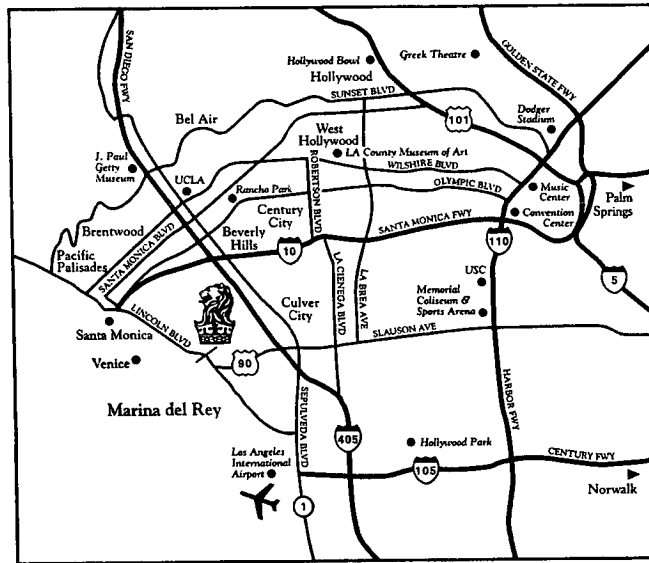 SAN DIEGO FWY
Hollywood Bowl
Hollywood
Greek Theatre
GOLDEN STATE FWY
SUNSET BLVD
101
Dodger
Stadium
Bel Air
West
Hollywood
LA County Museum of Art
WILSHIRE BLVD
J. Paul
Getty
Museum
UCLA
Rancho Park
ROBERTSON BLVD
OLYMPIC BLVD
Music
Center
Palm
Springs
Brentwood
Century
City
Convention
Center
Beverly
Hills
SANTA MONICA FWY
Pacific
Palisades
SANTA MONICA BLVD
10
110
5
LA CIENEGA BLVD
LA BREA AVE
USC
Memorial
Coliseum &
Sports Arena
Culver
City
LINCOLN BLVD
Santa Monica
SLAUSON AVE
Venice
90
Marina del Rey
SEPULVEDA BLVD
HARBOR FWY
405
Hollywood Park
Los Angeles
International
Airport
105
CENTURY FWY
Norwalk
1